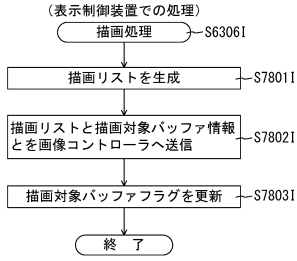 (表示制御装置での処理)
描画処理 S6306I
描画リストを生成 S7801I
描画リストと描画対象バッファ情報
とを画像コントローラへ送信 S7802I
描画対象バッファフラグを更新 S7803I
終 了